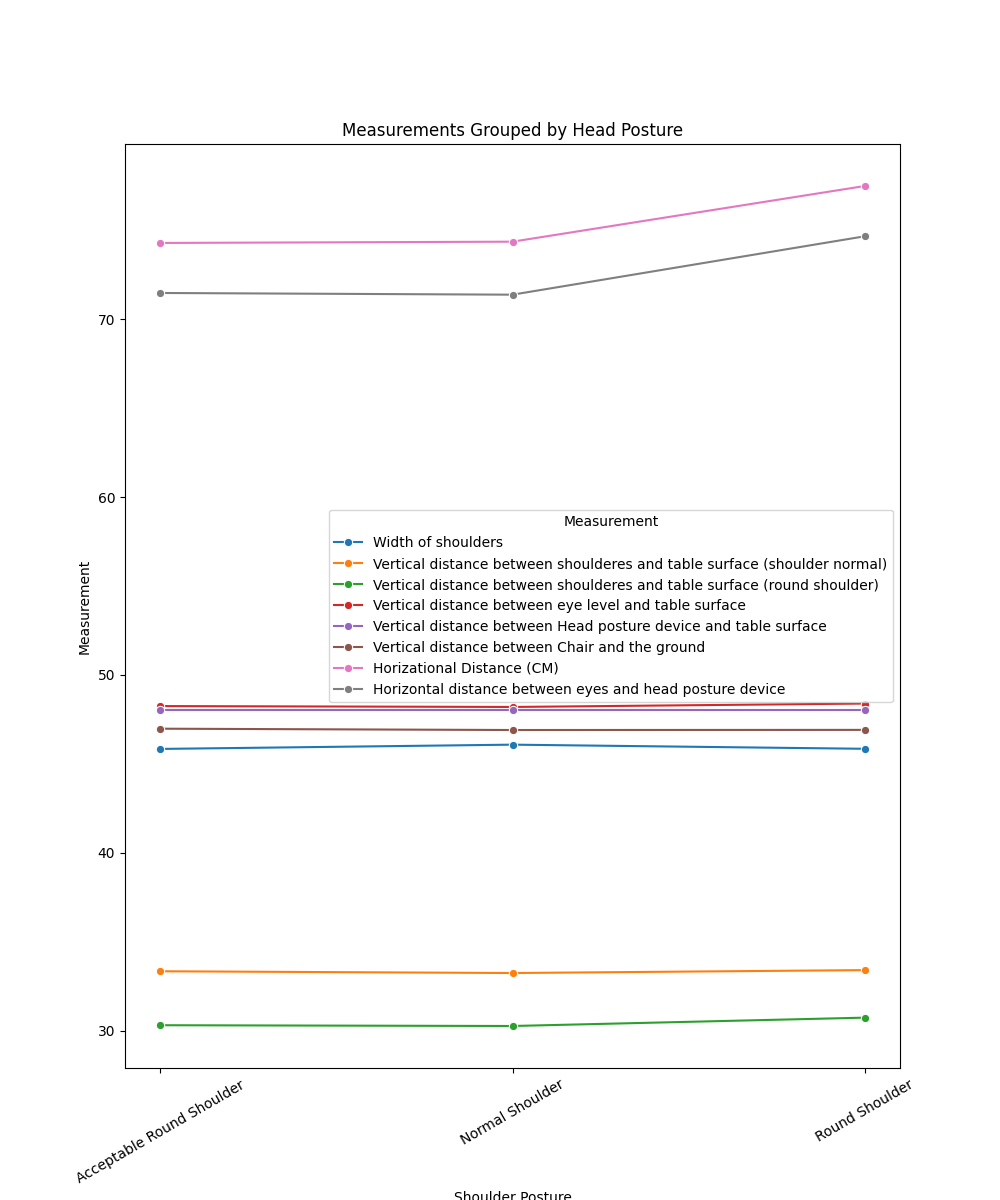 Measurements Grouped by Head Posture
Measurement
70
60
50
40
30
Measurement
Width of shoulders
Vertical distance between shoulderes and table surface (shoulder normal)
Vertical distance between shoulderes and table surface (round shoulder)
Vertical distance between eye level and table surface
Vertical distance between Head posture device and table surface
Vertical distance between Chair and the ground
Horizational Distance (CM)
Horizontal distance between eyes and head posture device
Acceptable Round Shoulder
Normal Shoulder
Round Shoulder
Shoulder Posture